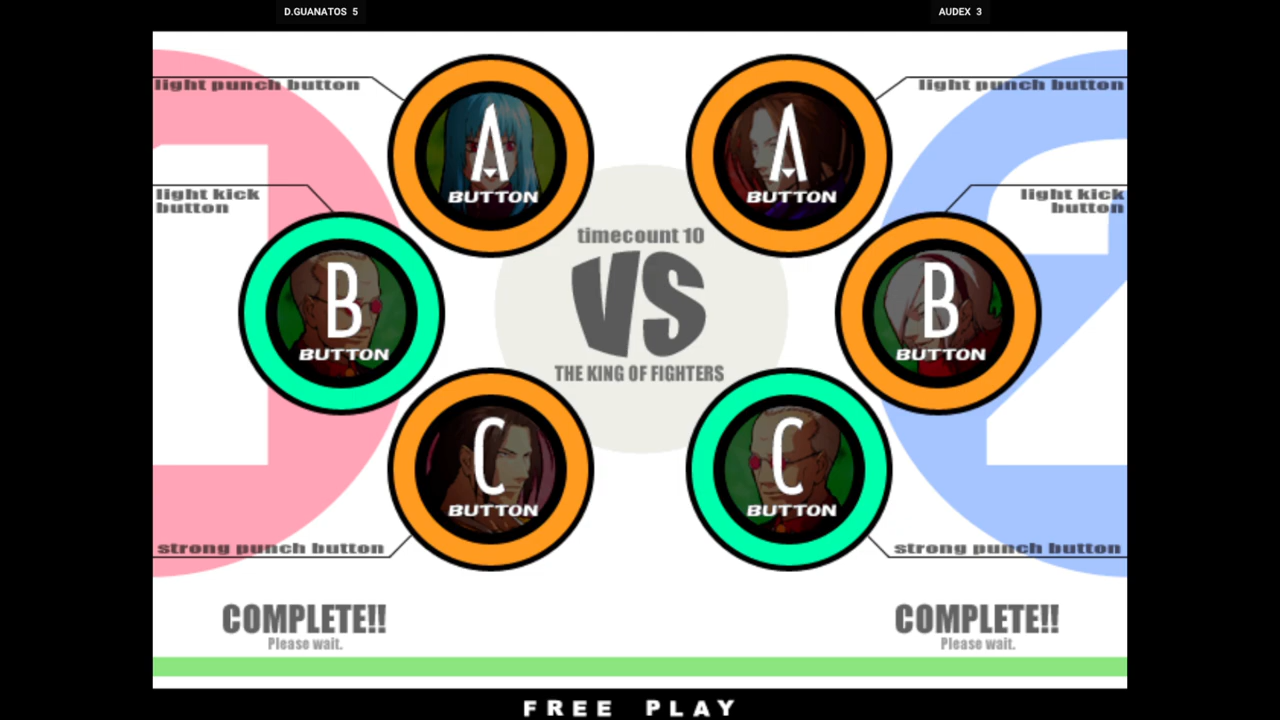 D.GUANATOS 5
AUDEX 3
light punch button
light punch button
A
BUTTON
A
BUTTON
light kick
button
light kick
button
timecount 10
VS
THE KING OF FIGHTERS
1
2
B
BUTTON
B
BUTTON
C
BUTTON
C
BUTTON
strong punch button
strong punch button
COMPLETE!!
Please wait.
COMPLETE!!
Please wait.
FREE PLAY